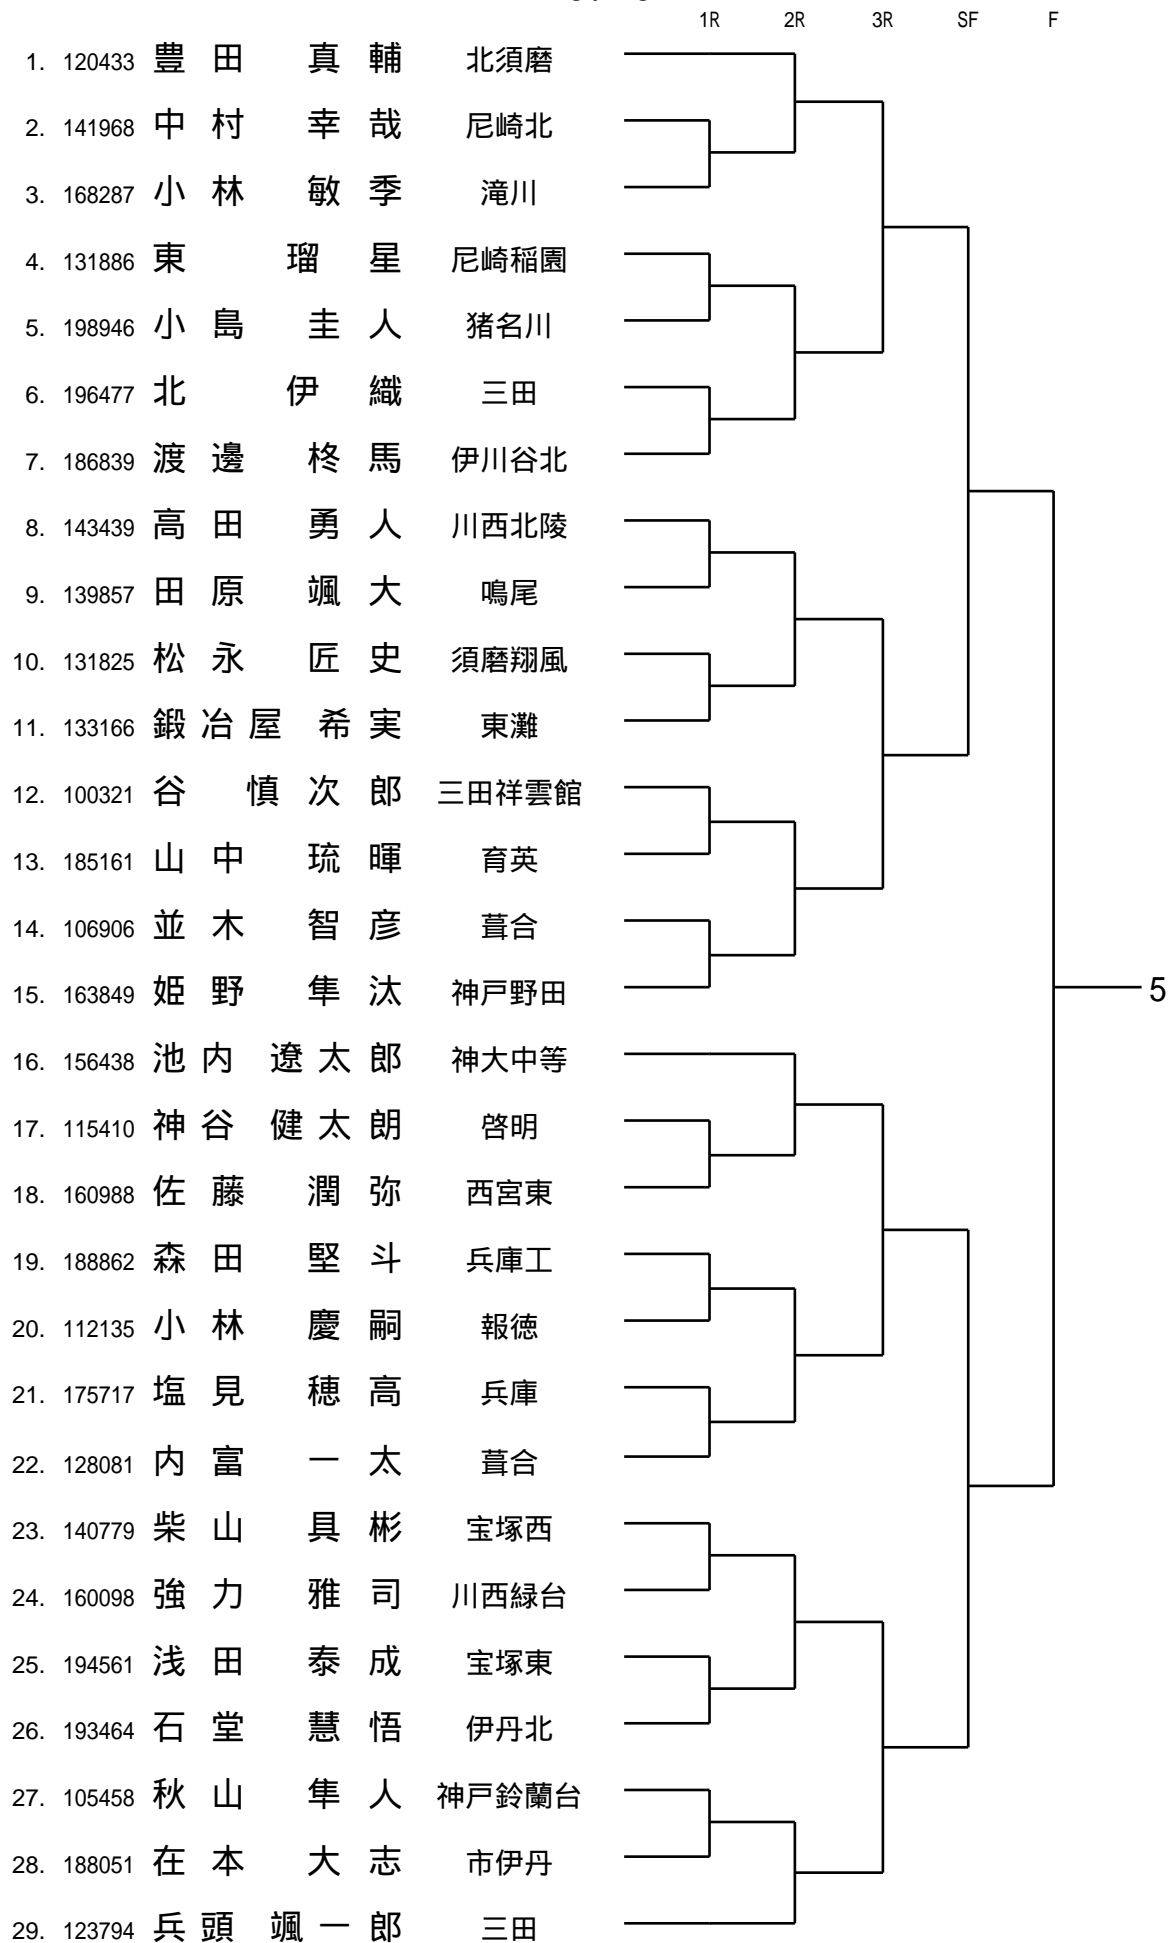 1R 2R 3R SF F
1. 120433 豊田 真輔 北須磨
2. 141968 中村 幸哉 尼崎北
3. 168287 小林 敏季 滝川
4. 131886 東 瑠星 尼崎稲園
5. 198946 小島 圭人 猪名川
6. 196477 北 伊織 三田
7. 186839 渡邊 柊馬 伊川谷北
8. 143439 高田 勇人 川西北陵
9. 139857 田原 颯大 鳴尾
10. 131825 松永 匠史 須磨翔風
11. 133166 鍛冶屋 希実 東灘
12. 100321 谷 慎次郎 三田祥雲館
13. 185161 山中 琉暉 育英
14. 106906 並木 智彦 葺合
15. 163849 姫野 隼汰 神戸野田
5
16. 156438 池内 遼太郎 神大中等
17. 115410 神谷 健太朗 啓明
18. 160988 佐藤 潤弥 西宮東
19. 188862 森田 堅斗 兵庫工
20. 112135 小林 慶嗣 報徳
21. 175717 塩見 穂高 兵庫
22. 128081 内富 一太 葺合
23. 140779 柴山 具彬 宝塚西
24. 160098 強力 雅司 川西緑台
25. 194561 浅田 泰成 宝塚東
26. 193464 石堂 慧悟 伊丹北
27. 105458 秋山 隼人 神戸鈴蘭台
28. 188051 在本 大志 市伊丹
29. 123794 兵頭 颯一郎 三田